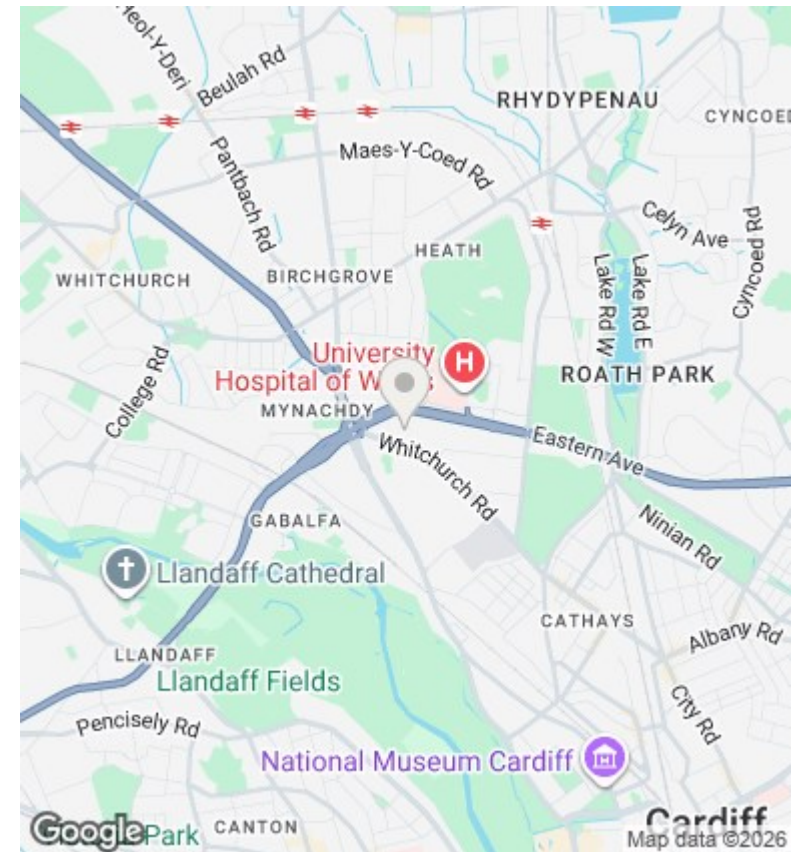 Heol-Y-Deri
Beulah Rd
RHYDYPENAU
CYNCOED
Pantbach Rd
Maes-Y-Coed Rd
Celyn Ave
HEATH
Cyncoed Rd
WHITCHURCH
BIRCHGROVE
Lake Rd W
Lake Rd E
University
Hospital of W s
H
ROATH PARK
College Rd
MYNACHDY
Whitchurch Rd
Eastern Ave
GABALFA
Ninian Rd
Llandaff Cathedral
CATHAYS
Albany Rd
LLANDAFF
Llandaff Fields
City Rd
Pencisely Rd
National Museum Cardiff
Cardiff
Google
Park
CANTON
Map data ©2026